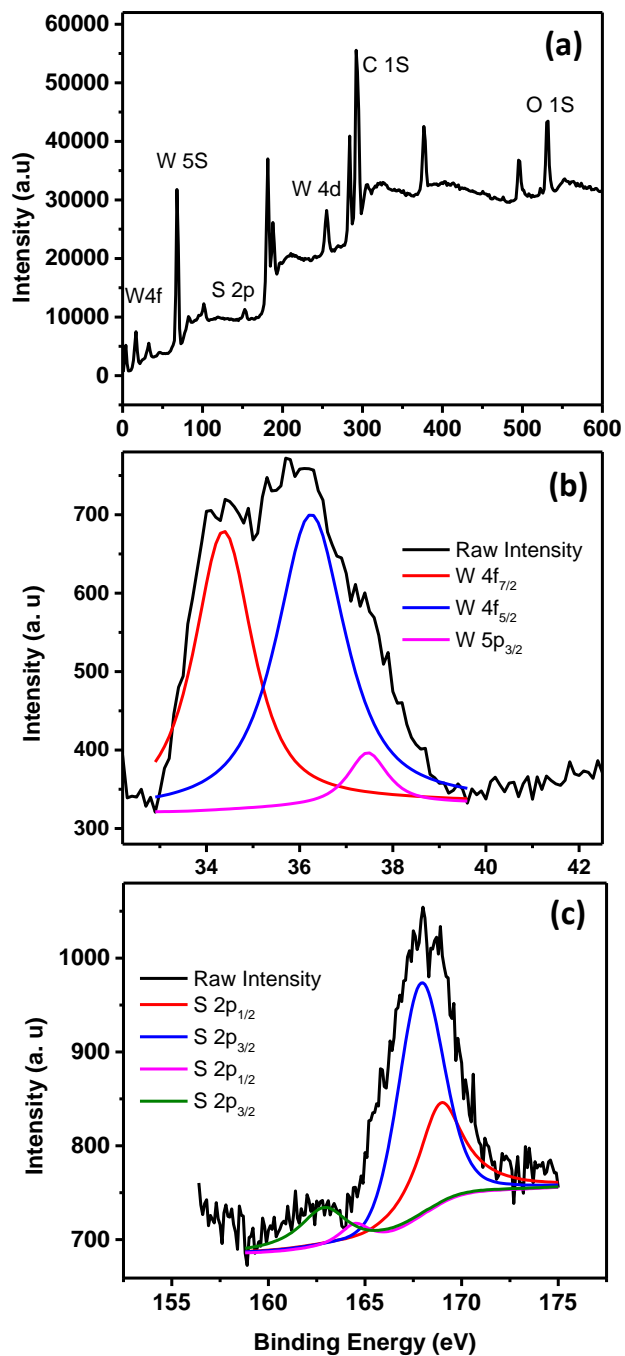 (a)
60000
50000
40000
30000
20000
10000
0
Intensity (a.u)
C 1S
O 1S
W 5S
W 4d
W4f
S 2p
0 100 200 300 400 500 600
(b)
700
600
500
400
300
Intensity (a. u)
Raw Intensity
W 4f7/2
W 4f5/2
W 5p3/2
34 36 38 40 42
(c)
1000
900
800
700
Intensity (a. u)
Raw Intensity
S 2p1/2
S 2p3/2
S 2p1/2
S 2p3/2
155 160 165 170 175
Binding Energy (eV)